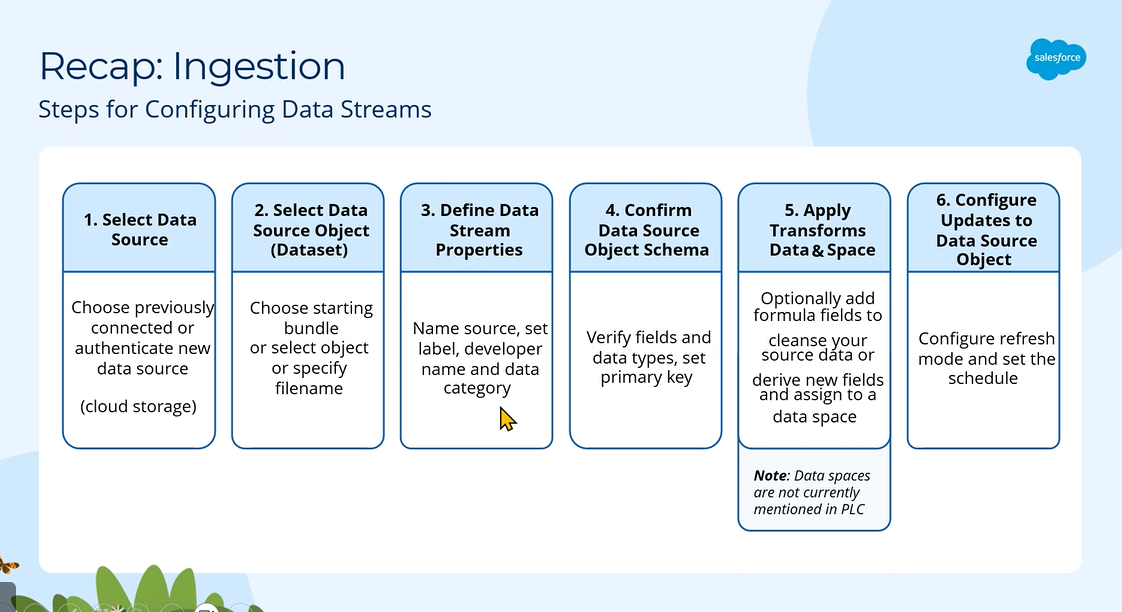 Recap: Ingestion
Steps for Configuring Data Streams
salesforce
1. Select Data
Source
Choose previously
connected or
authenticate new
data source
(cloud storage)
2. Select Data
Source Object
(Dataset)
Choose starting
bundle
or select object
or specify
filename
3. Define Data
Stream
Properties
Name source, set
label, developer
name and data
category
4. Confirm
Data Source
Object Schema
Verify fields and
data types, set
primary key
5. Apply
Transforms
Data & Space
Optionally add
formula fields to
cleanse your
source data or
derive new fields
and assign to a
data space
Note: Data spaces
are not currently
mentioned in PLC
6. Configure
Updates to
Data Source
Object
Configure refresh
mode and set the
schedule